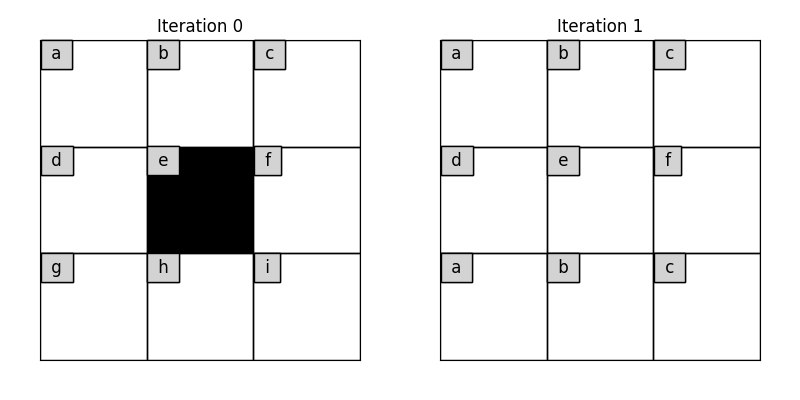 Iteration 0
a b c
d e f
g h i
Iteration 1
a b c
d e f
a b c